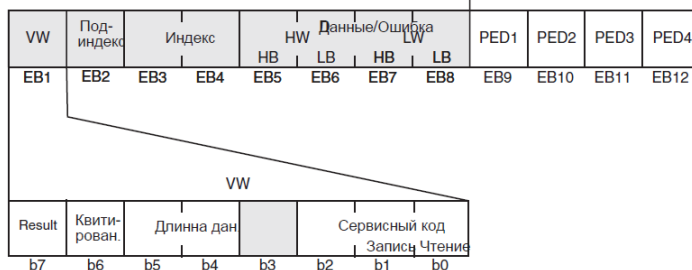 Данные/Ошибка
VW Под-индекс Индекс HW D LW PED1 PED2 PED3 PED4
HB LB HB LB
EB1 EB2 EB3 EB4 EB5 EB6 EB7 EB8 EB9 EB10 EB11 EB12
VW
Result Квити-рован. Длинна дан. Сервисный код
Запись Чтение
b7 b6 b5 b4 b3 b2 b1 b0